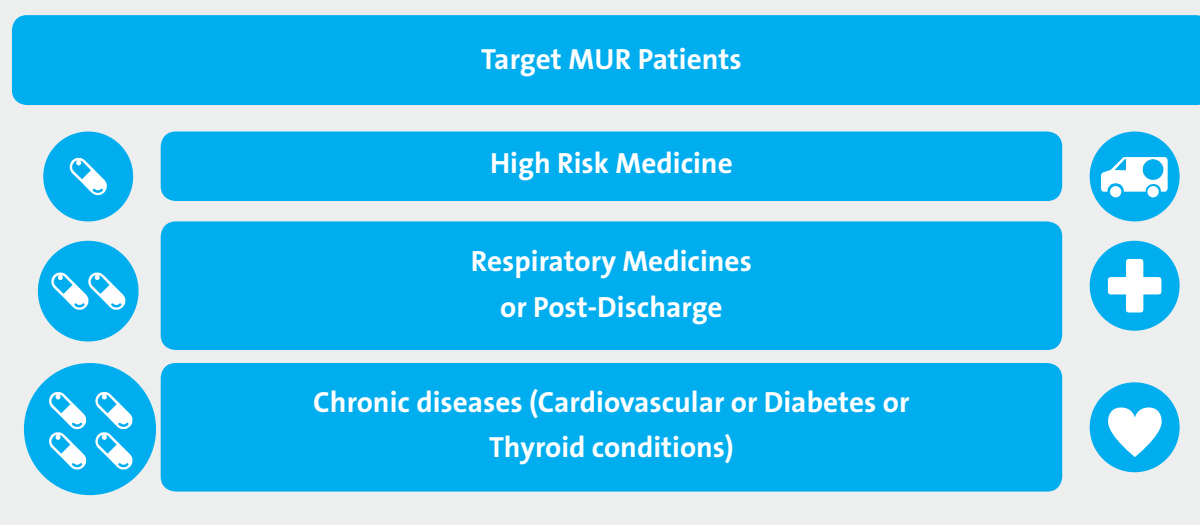 Target MUR Patients
High Risk Medicine
Respiratory Medicines
or Post-Discharge
Chronic diseases (Cardiovascular or Diabetes or
Thyroid conditions)